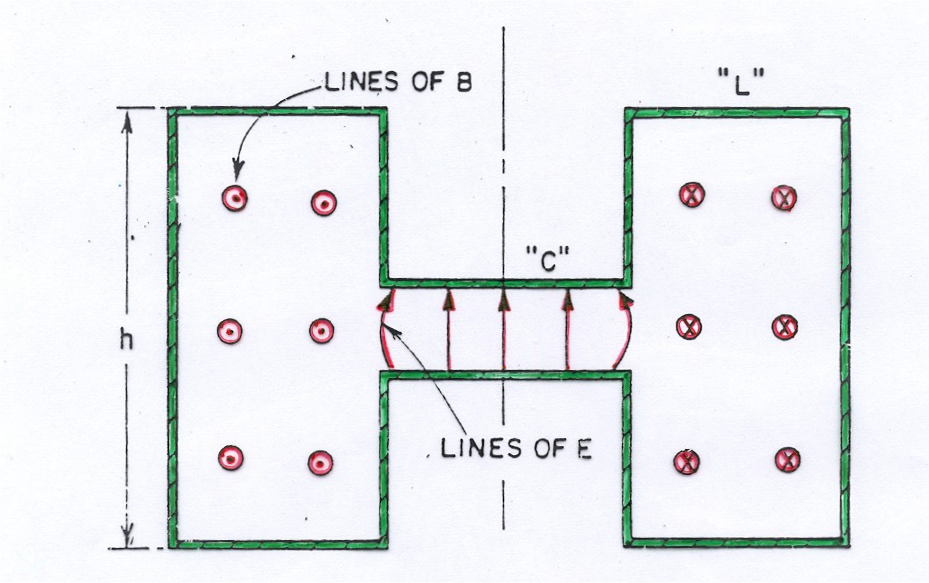 LINES OF B
"L"
"C"
h
LINES OF E